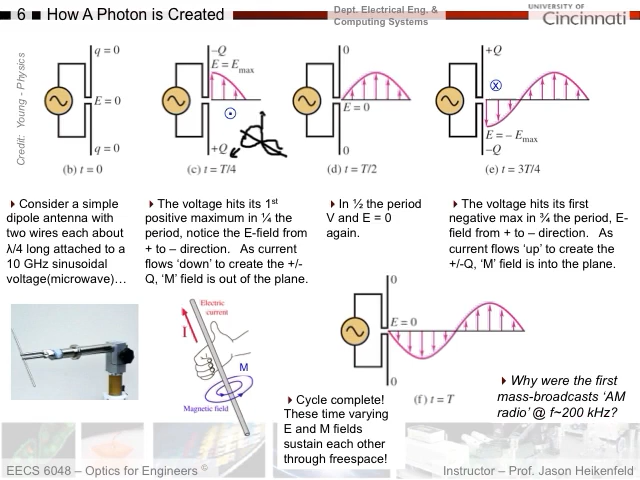 6 ■ How A Photon is Created
Dept. Electrical Eng. &
Computing Systems
UNIVERSITY OF
Cincinnati
Credit: Young - Physics
q = 0
E = 0
q = 0
(b) t = 0
–Q
E = Emax
+Q
(c) t = T/4
0
E = 0
0
(d) t = T/2
+Q
E = – Emax
–Q
(e) t = 3T/4
Consider a simple
dipole antenna with
two wires each about
λ/4 long attached to a
10 GHz sinusoidal
voltage(microwave)…
The voltage hits its 1st
positive maximum in ¼ the
period, notice the E-field from
+ to – direction. As current
flows ‘down’ to create the +/-
Q, ‘M’ field is out of the plane.
In ½ the period
V and E = 0
again.
The voltage hits its first
negative max in ¾ the period, E-
field from + to – direction. As
current flows ‘up’ to create the
+/-Q, ‘M’ field is into the plane.
Electric
current
I
M
Magnetic field
0
E = 0
0
(f) t = T
Cycle complete!
These time varying
E and M fields
sustain each other
through freespace!
Why were the first
mass-broadcasts ‘AM
radio’ @ f~200 kHz?
EECS 6048 – Optics for Engineers ©
Instructor – Prof. Jason Heikenfeld